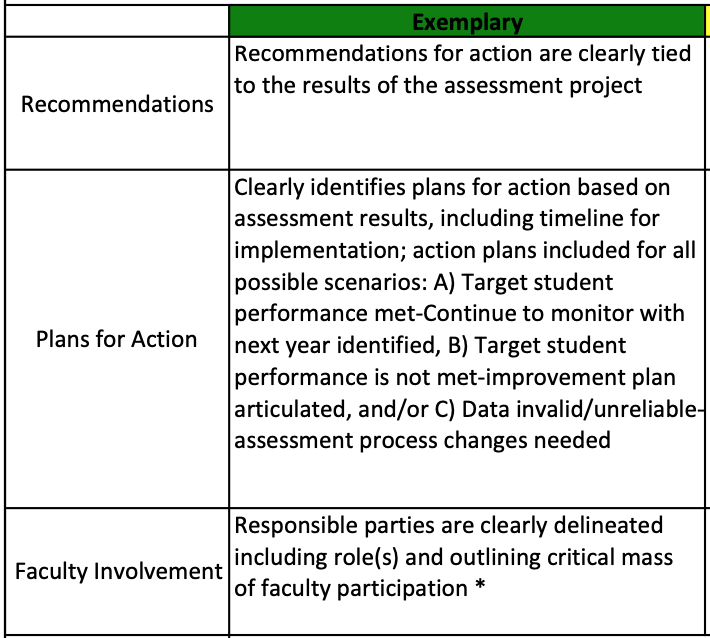 Exemplary
Recommendations
Recommendations for action are clearly tied
to the results of the assessment project
Plans for Action
Clearly identifies plans for action based on
assessment results, including timeline for
implementation; action plans included for all
possible scenarios: A) Target student
performance met-Continue to monitor with
next year identified, B) Target student
performance is not met-improvement plan
articulated, and/or C) Data invalid/unreliable-
assessment process changes needed
Faculty Involvement
Responsible parties are clearly delineated
including role(s) and outlining critical mass
of faculty participation *